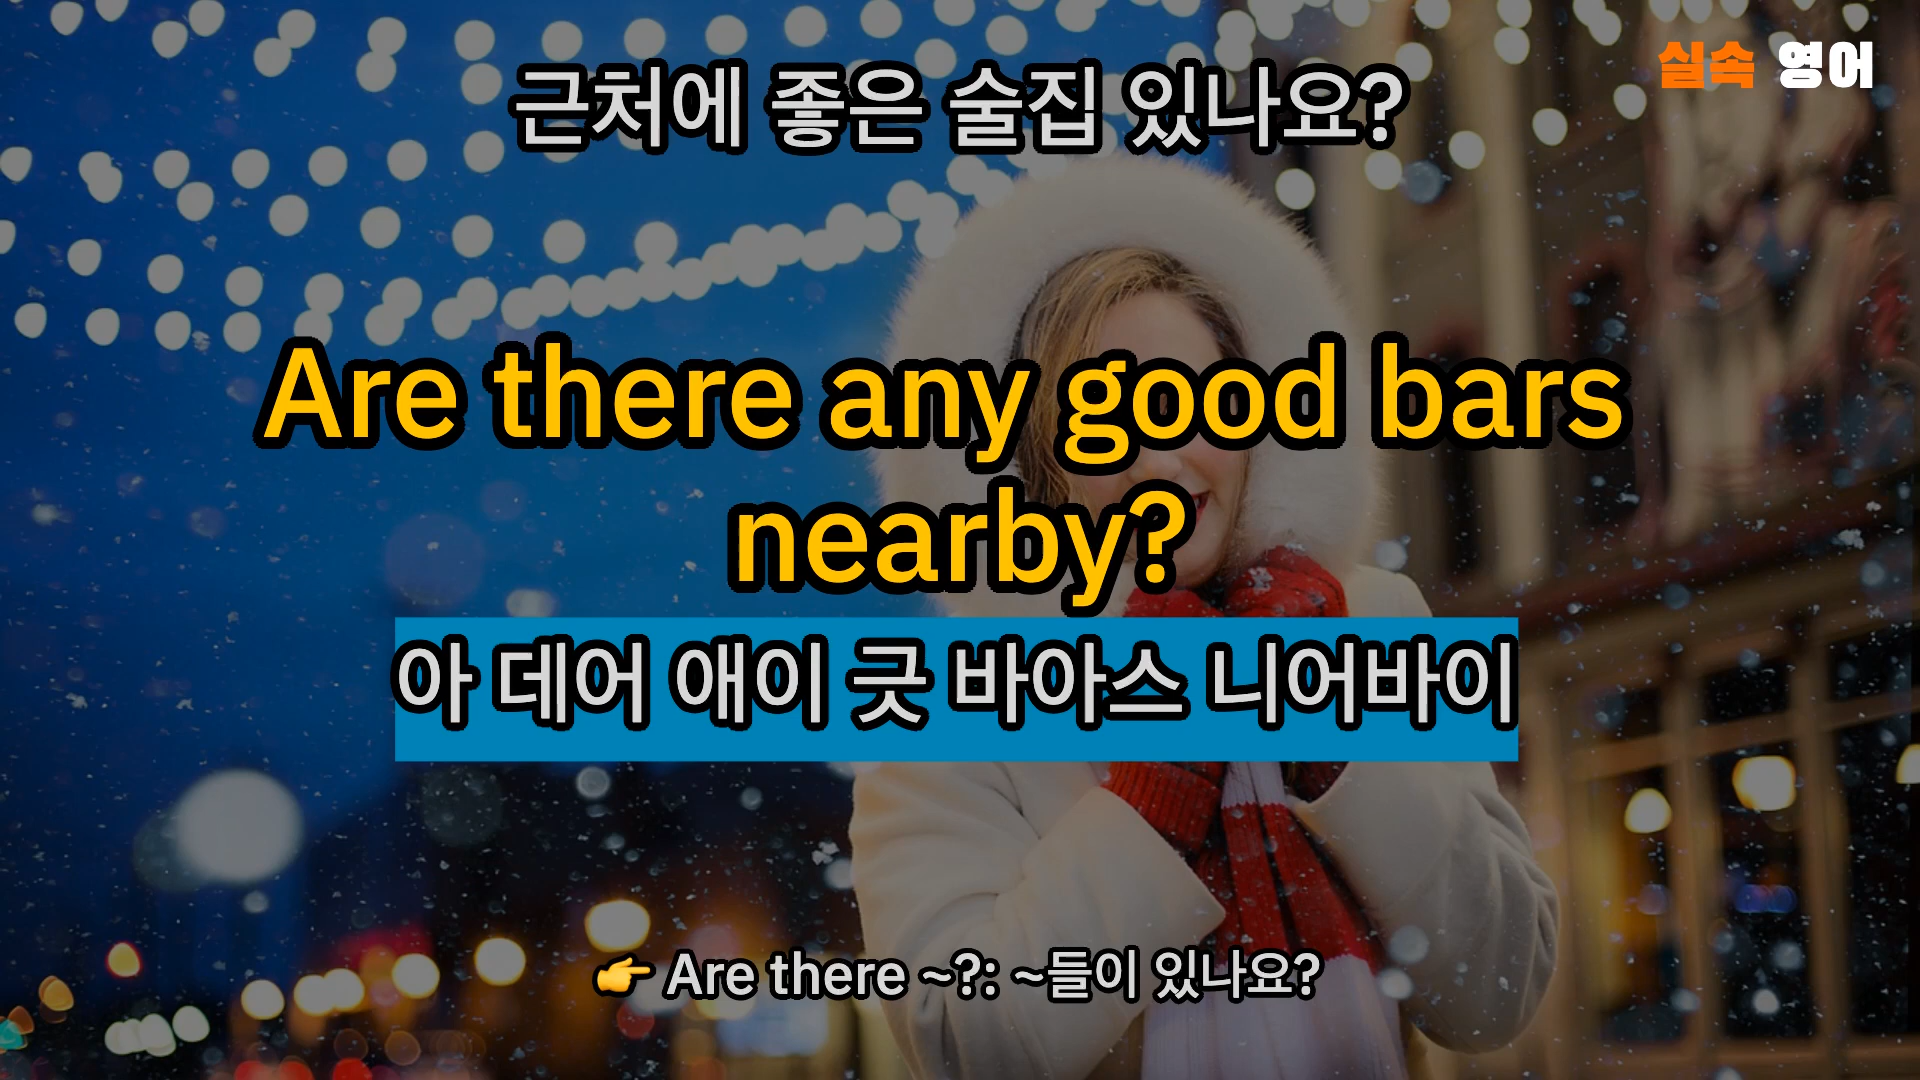 실속 영어
근처에 좋은 술집 있나요?
Are there any good bars
nearby?
아 데어 애이 굿 바아스 니어바이
👉 Are there ~?: ~들이 있나요?